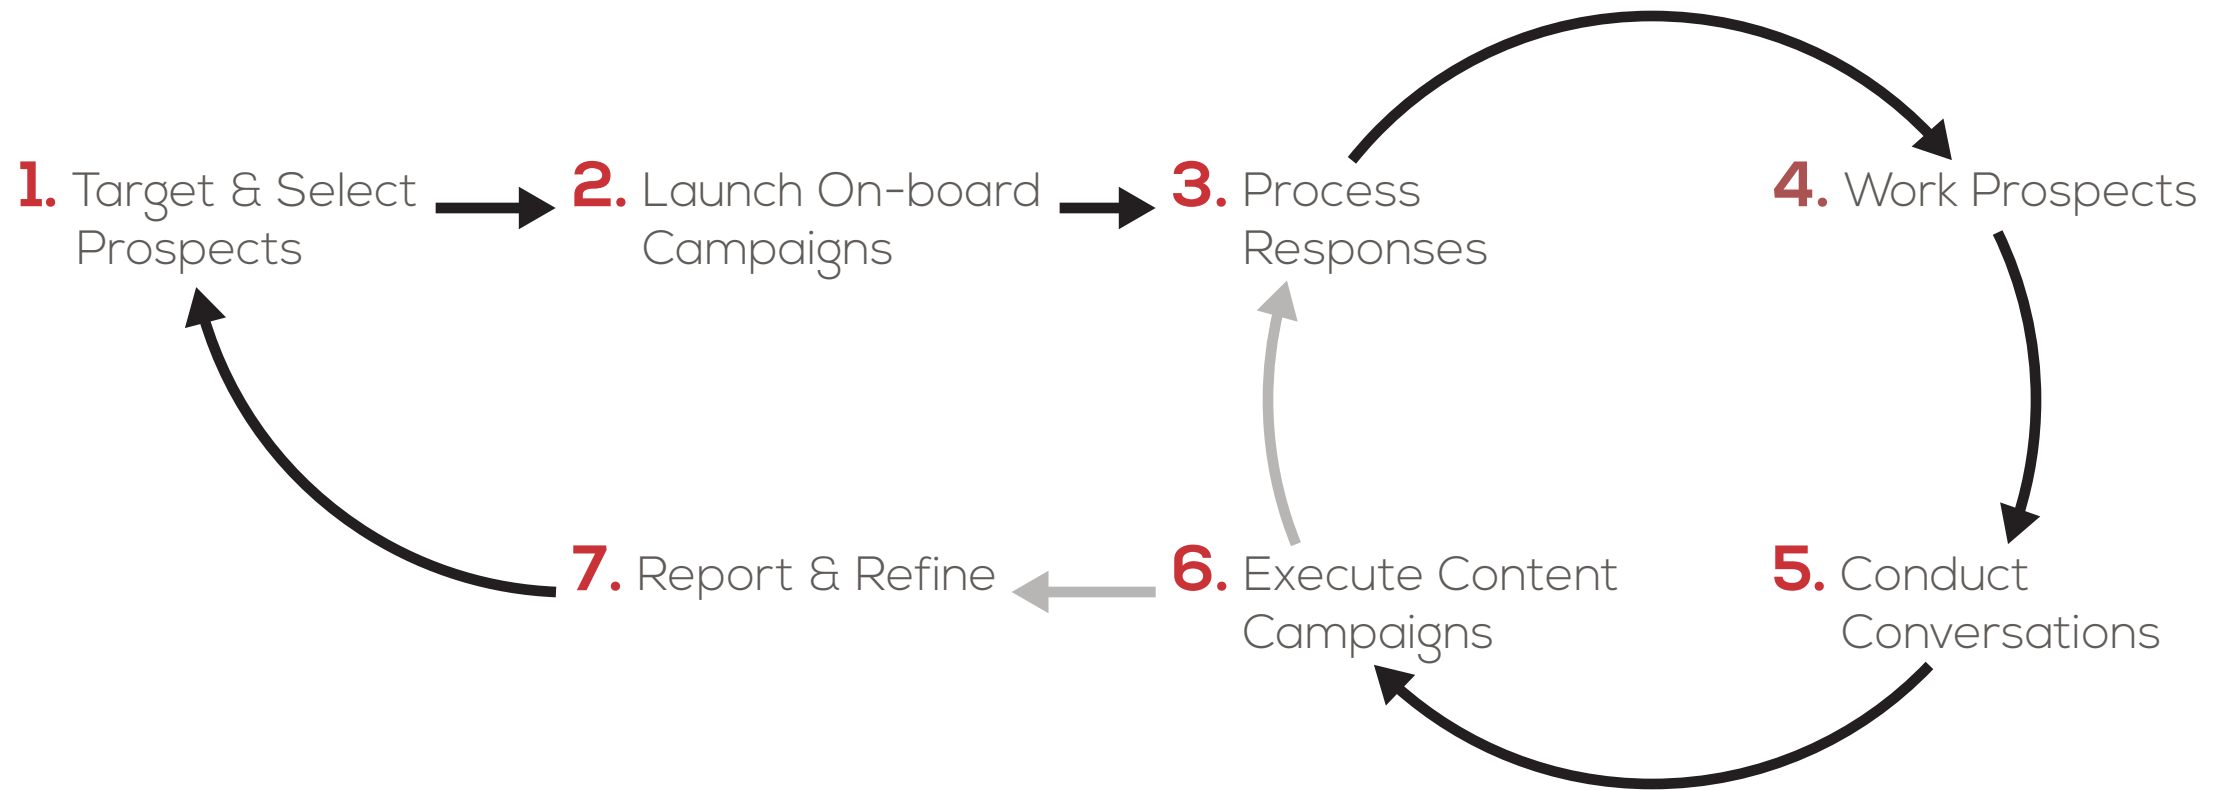 1. Target & Select
Prospects
2. Launch On-board
Campaigns
3. Process
Responses
4. Work Prospects
5. Conduct
Conversations
6. Execute Content
Campaigns
7. Report & Refine